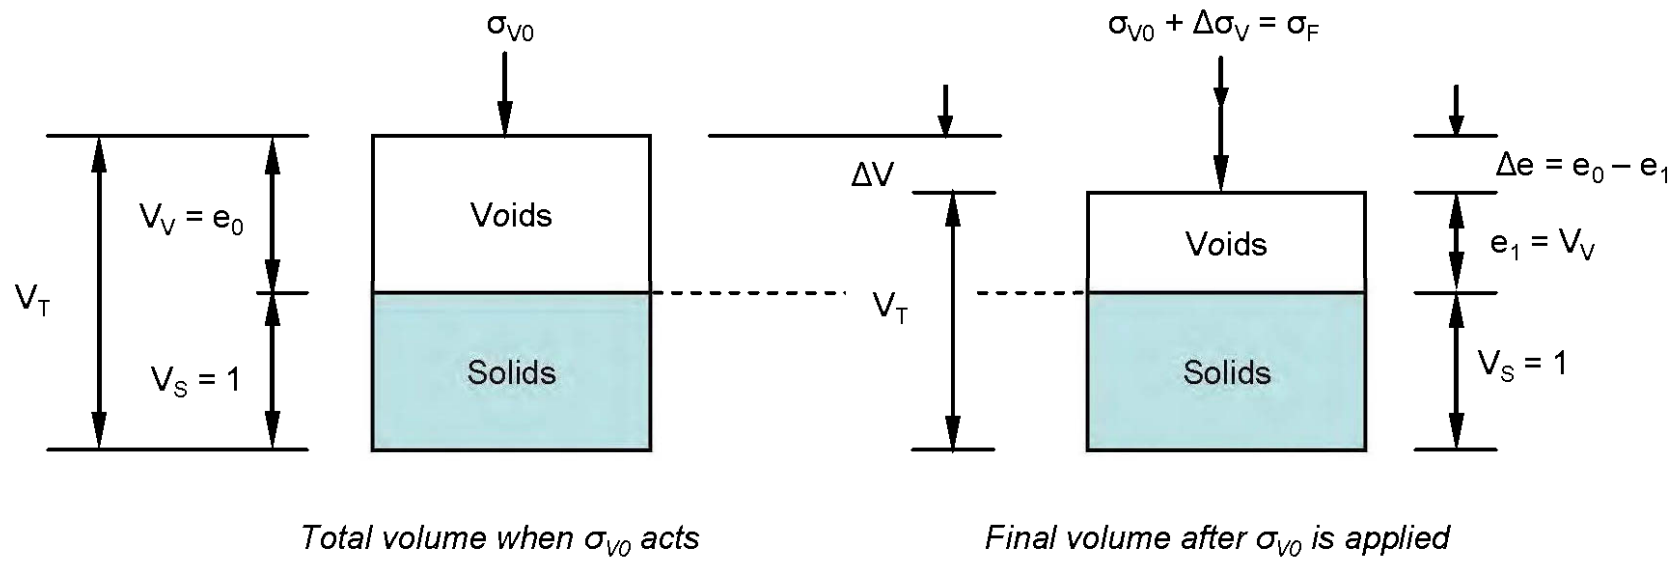 σV0
σV0 + ΔσV = σF
VV = e0
VT
VS = 1
Voids
Solids
ΔV
VT
Voids
Solids
Δe = e0 – e1
e1 = VV
VS = 1
Total volume when σV0 acts
Final volume after σV0 is applied